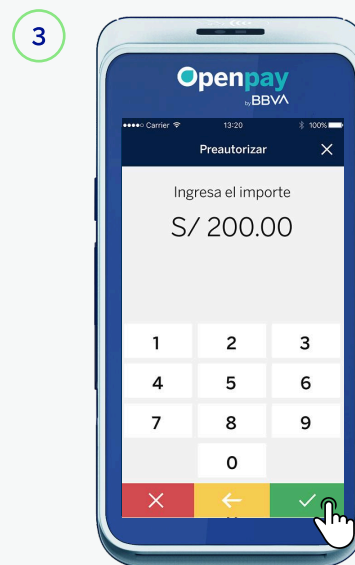 3
Openpay
by BBVA
Carrier 13:20 100%
Preautorizar
Ingresa el importe
S/ 200.00
1 2 3
4 5 6
7 8 9
0